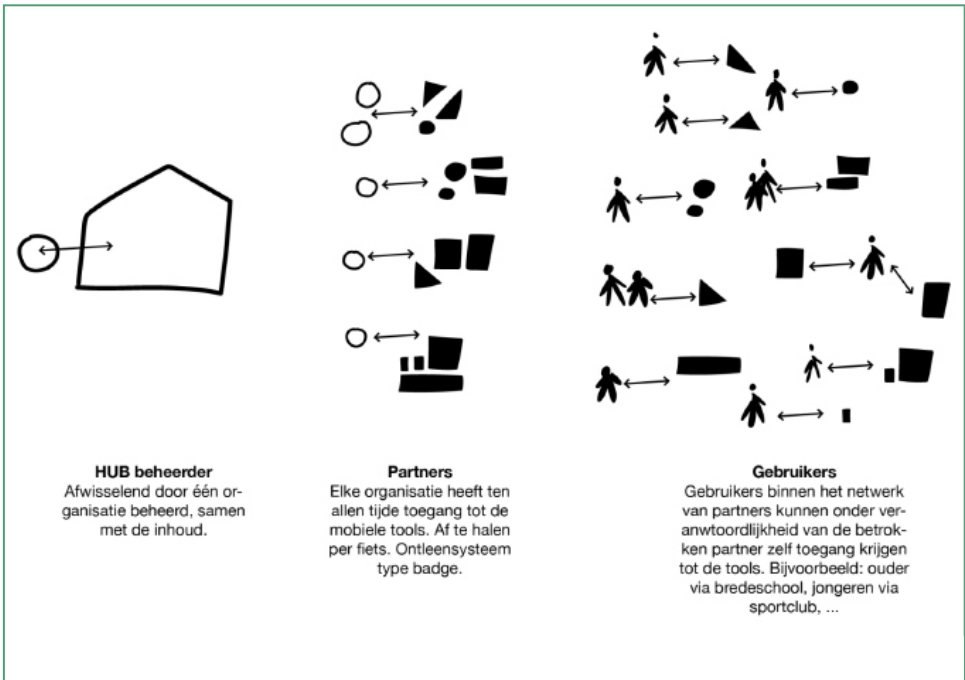 HUB beheerder
Afwisselend door één or-
ganisatie beheerd, samen
met de inhoud.
Partners
Elke organisatie heeft ten
allen tijde toegang tot de
mobiele tools. Af te halen
per fiets. Ontleensysteem
type badge.
Gebruikers
Gebruikers binnen het netwerk
van partners kunnen onder ver-
anwtoordlijkheid van de betrok-
ken partner zelf toegang krijgen
tot de tools. Bijvoorbeeld: ouder
via bredeschool, jongeren via
sportclub, ...